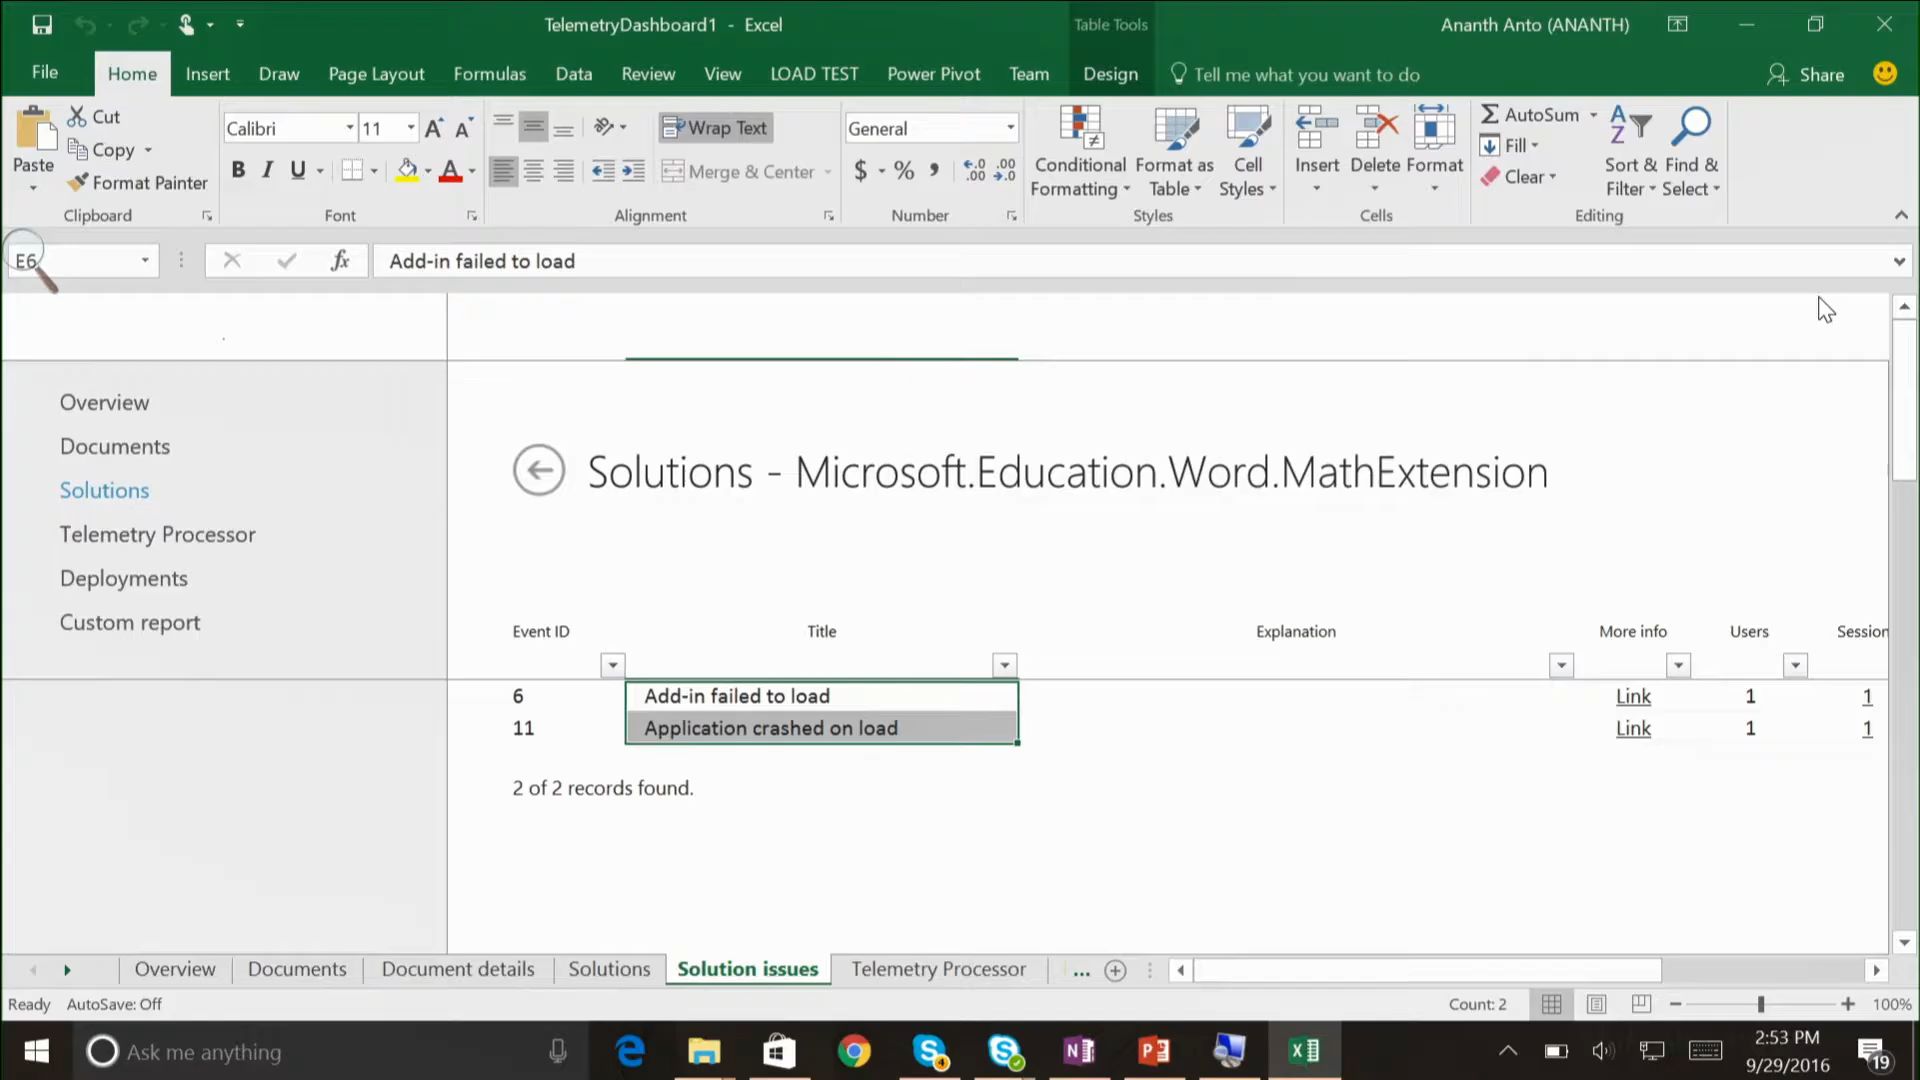 TelemetryDashboard1 - Excel
Table Tools
Ananth Anto (ANANTH)
File Home Insert Draw Page Layout Formulas Data Review View LOAD TEST Power Pivot Team Design Tell me what you want to do Share
Paste
Cut
Copy
Format Painter
Clipboard
Calibri 11
B I U
Font
Wrap Text
Merge & Center
Alignment
General
$ % ,
Number
Conditional Formatting
Format as Table
Cell Styles
Styles
Insert Delete Format
Cells
AutoSum
Fill
Clear
Sort & Filter
Find & Select
Editing
E6
fx
Add-in failed to load
Overview
Documents
Solutions
Telemetry Processor
Deployments
Custom report
Solutions - Microsoft.Education.Word.MathExtension
Event ID Title Explanation More info Users Session
6 Add-in failed to load Link 1 1
11 Application crashed on load Link 1 1
2 of 2 records found.
Overview Documents Document details Solutions Solution issues Telemetry Processor ...
Ready AutoSave: Off Count: 2 100%
Ask me anything
2:53 PM
9/29/2016
19